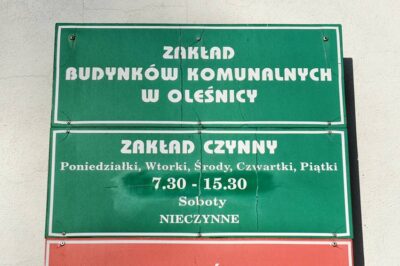 ZAKŁAD
BUDYNKÓW KOMUNALNYCH
W OLEŚNICY
ZAKŁAD CZYNNY
Poniedziałki, Wtorki, Środy, Czwartki, Piątki
7.30 - 15.30
Soboty
NIECZYNNE